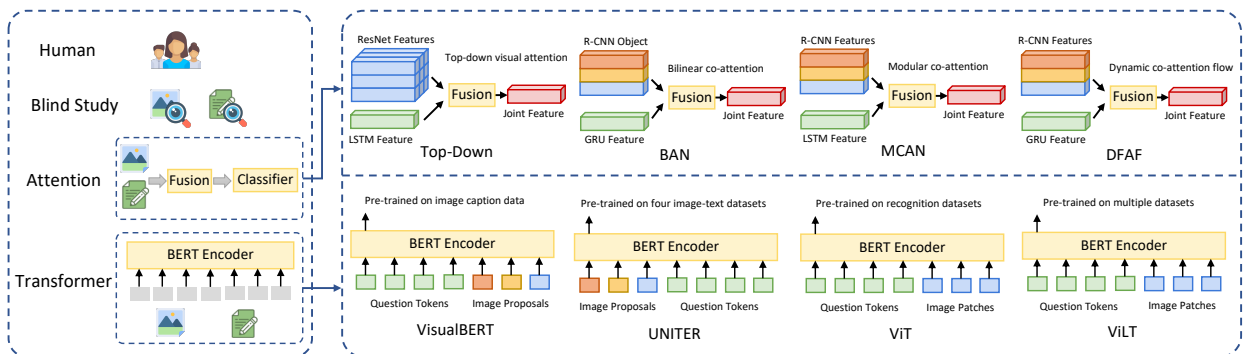 Human
Blind Study
Attention
Fusion
Classifier
Transformer
BERT Encoder
ResNet Features
Top-down visual attention
Fusion
Joint Feature
LSTM Feature
Top-Down
R-CNN Object
Bilinear co-attention
Fusion
Joint Feature
GRU Feature
BAN
R-CNN Features
Modular co-attention
Fusion
Joint Feature
LSTM Feature
MCAN
R-CNN Features
Dynamic co-attention flow
Fusion
Joint Feature
GRU Feature
DFAF
Pre-trained on image caption data
BERT Encoder
Question Tokens
Image Proposals
VisualBERT
Pre-trained on four image-text datasets
BERT Encoder
Image Proposals
Question Tokens
UNITER
Pre-trained on recognition datasets
BERT Encoder
Question Tokens
Image Patches
ViT
Pre-trained on multiple datasets
BERT Encoder
Question Tokens
Image Patches
ViLT